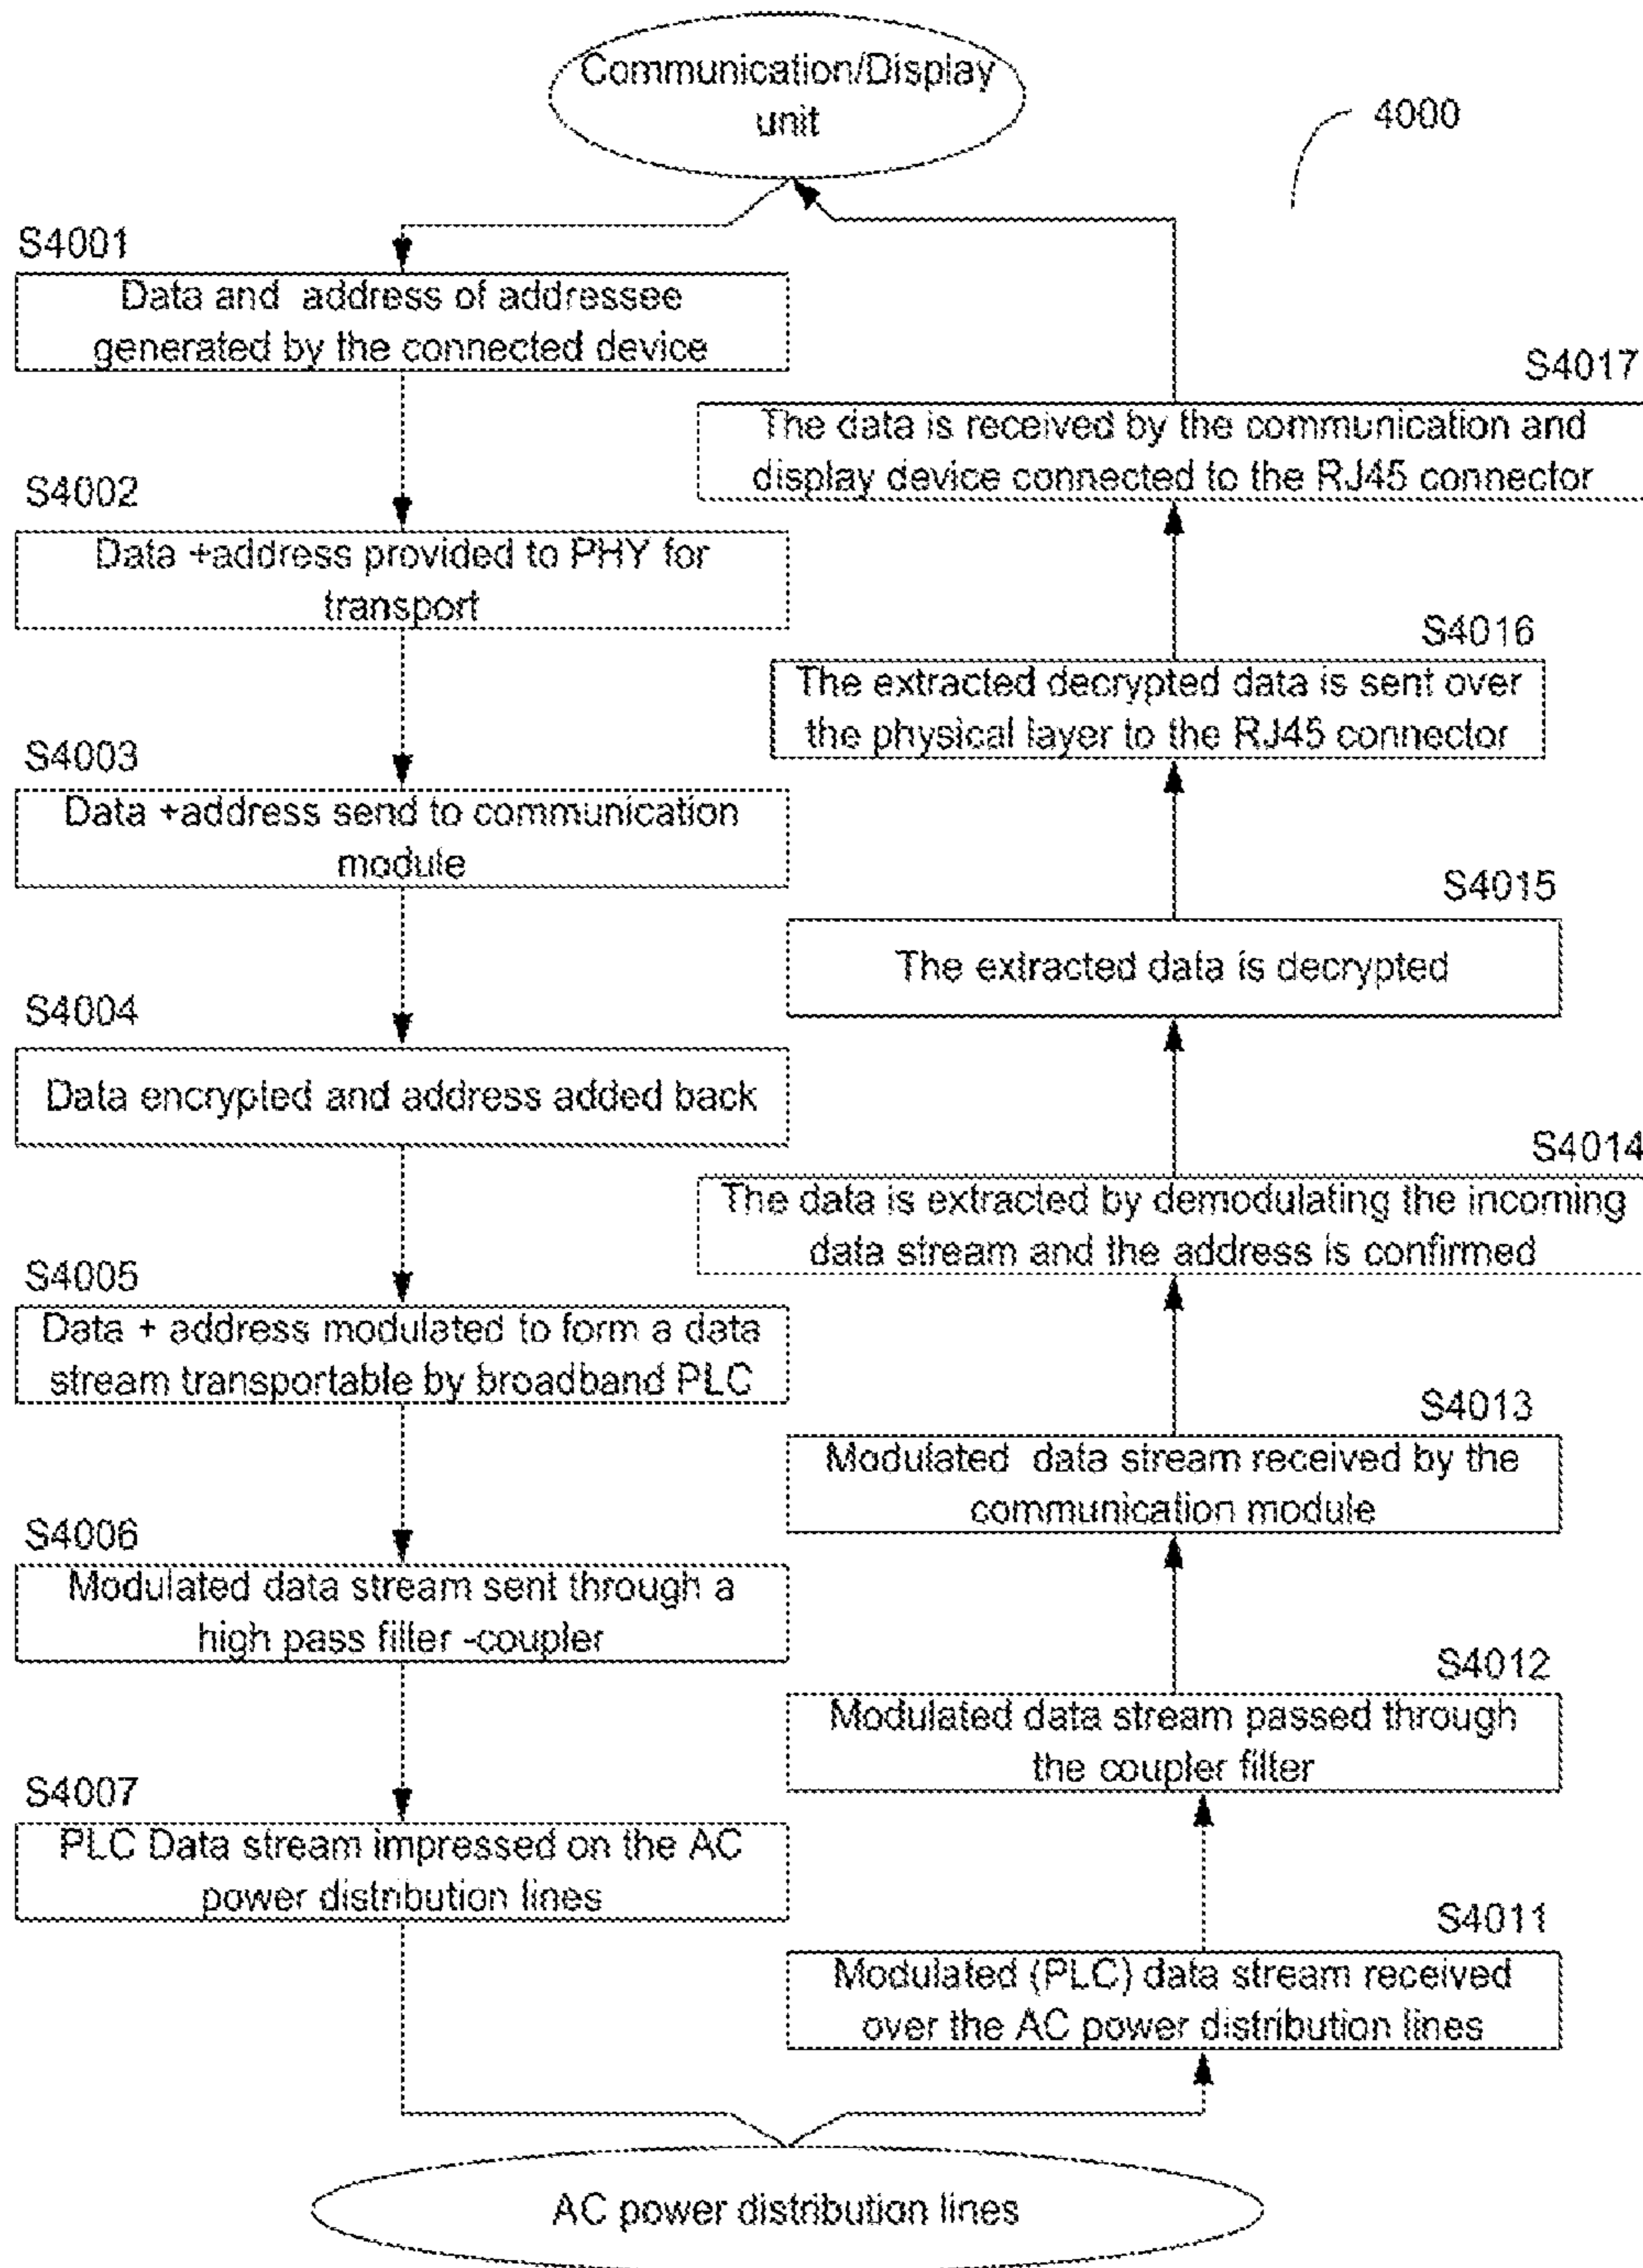 Communication/Display
unit
4000
S4001
Data and address of addressee
generated by the connected device
S4002
Data +address provided to PHY for
transport
S4003
Data +address send to communication
module
S4004
Data encrypted and address added back
S4005
Data + address modulated to form a data
stream transportable by broadband PLC
S4006
Modulated data stream sent through a
high pass filter -coupler
S4007
PLC Data stream impressed on the AC
power distribution lines
S4017
The data is received by the communication and
display device connected to the RJ45 connector
S4016
The extracted decrypted data is sent over
the physical layer to the RJ45 connector
S4015
The extracted data is decrypted
S4014
The data is extracted by demodulating the incoming
data stream and the address is confirmed
S4013
Modulated data stream received by the
communication module
S4012
Modulated data stream passed through
the coupler filter
S4011
Modulated (PLC) data stream received
over the AC power distribution lines
AC power distribution lines